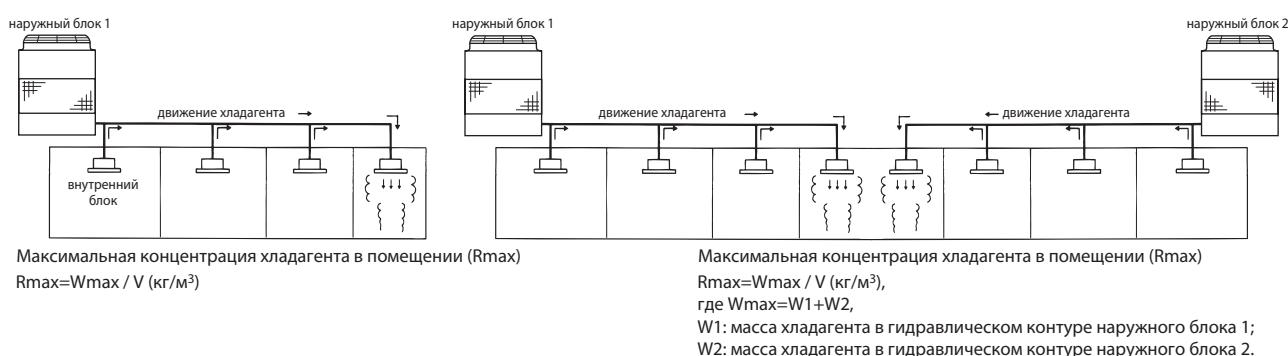 наружный блок 1
движение хладагента
внутренний
блок
Максимальная концентрация хладагента в помещении (Rmax)
Rmax=Wmax / V (кг/м³)
наружный блок 1
наружный блок 2
движение хладагента
движение хладагента
Максимальная концентрация хладагента в помещении (Rmax)
Rmax=Wmax / V (кг/м³),
где Wmax=W1+W2,
W1: масса хладагента в гидравлическом контуре наружного блока 1;
W2: масса хладагента в гидравлическом контуре наружного блока 2.